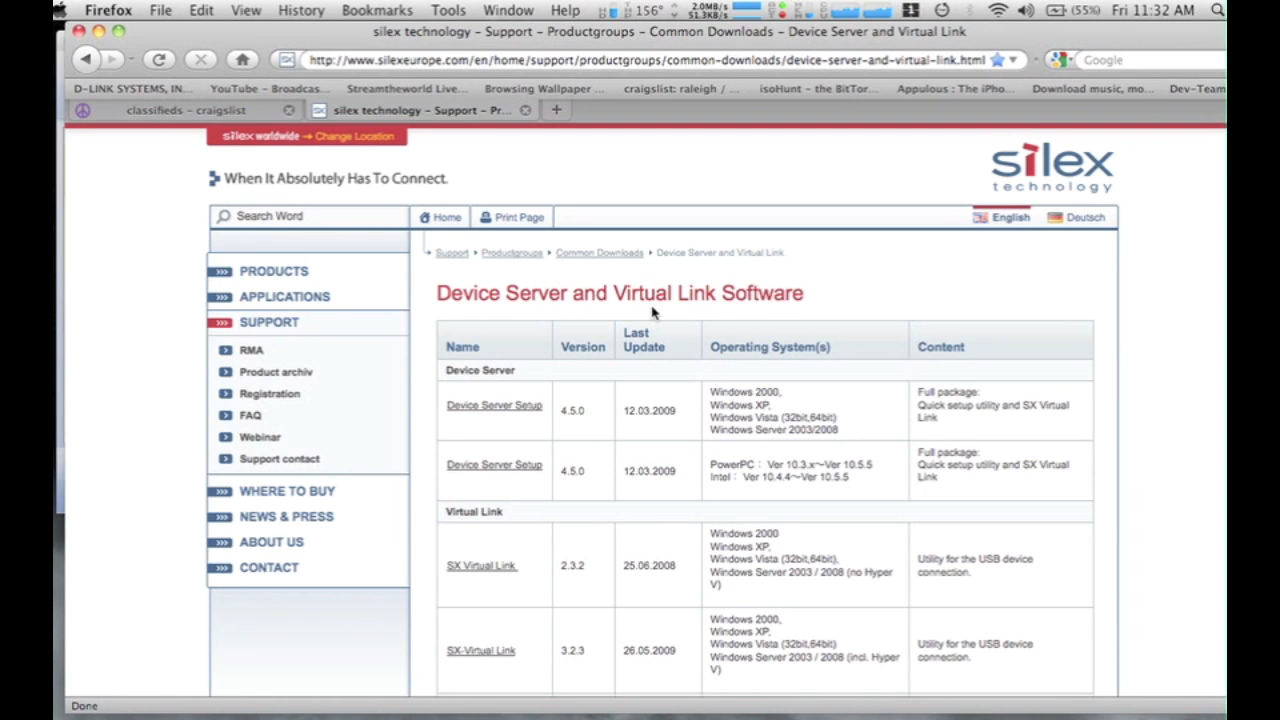 Firefox File Edit View History Bookmarks Tools Window Help 156° 2.0MB/s 51.3KB/s (55%) Fri 11:32 AM
silex technology – Support – Productgroups – Common Downloads – Device Server and Virtual Link
http://www.silexeurope.com/en/home/support/productgroups/common-downloads/device-server-and-virtual-link.html Google
D-LINK SYSTEMS, IN... YouTube – Broadcas... Streamtheworld Live... Browsing Wallpaper ... craigslist: raleigh / ... isoHunt – the BitTor... Appulous : The iPho... Download music, mo... Dev-Team
classifieds – craigslist silex technology – Support – Pr...
silex worldwide → Change Location
When It Absolutely Has To Connect.
silex
technology
Search Word Home Print Page English Deutsch
Support Productgroups Common Downloads Device Server and Virtual Link
PRODUCTS
APPLICATIONS
SUPPORT
RMA
Product archiv
Registration
FAQ
Webinar
Support contact
WHERE TO BUY
NEWS & PRESS
ABOUT US
CONTACT
Device Server and Virtual Link Software
Name Version Last Update Operating System(s) Content
Device Server
Device Server Setup 4.5.0 12.03.2009
Windows 2000,
Windows XP,
Windows Vista (32bit,64bit)
Windows Server 2003/2008
Full package:
Quick setup utility and SX Virtual
Link
Device Server Setup 4.5.0 12.03.2009
PowerPC : Ver 10.3.x～Ver 10.5.5
Intel : Ver 10.4.4～Ver 10.5.5
Full package:
Quick setup utility and SX Virtual
Link
Virtual Link
SX Virtual Link 2.3.2 25.06.2008
Windows 2000
Windows XP,
Windows Vista (32bit,64bit),
Windows Server 2003 / 2008 (no Hyper
V)
Utility for the USB device
connection.
SX-Virtual Link 3.2.3 26.05.2009
Windows 2000,
Windows XP,
Windows Vista (32bit,64bit)
Windows Server 2003 / 2008 (incl. Hyper
V)
Utility for the USB device
connection.
Done